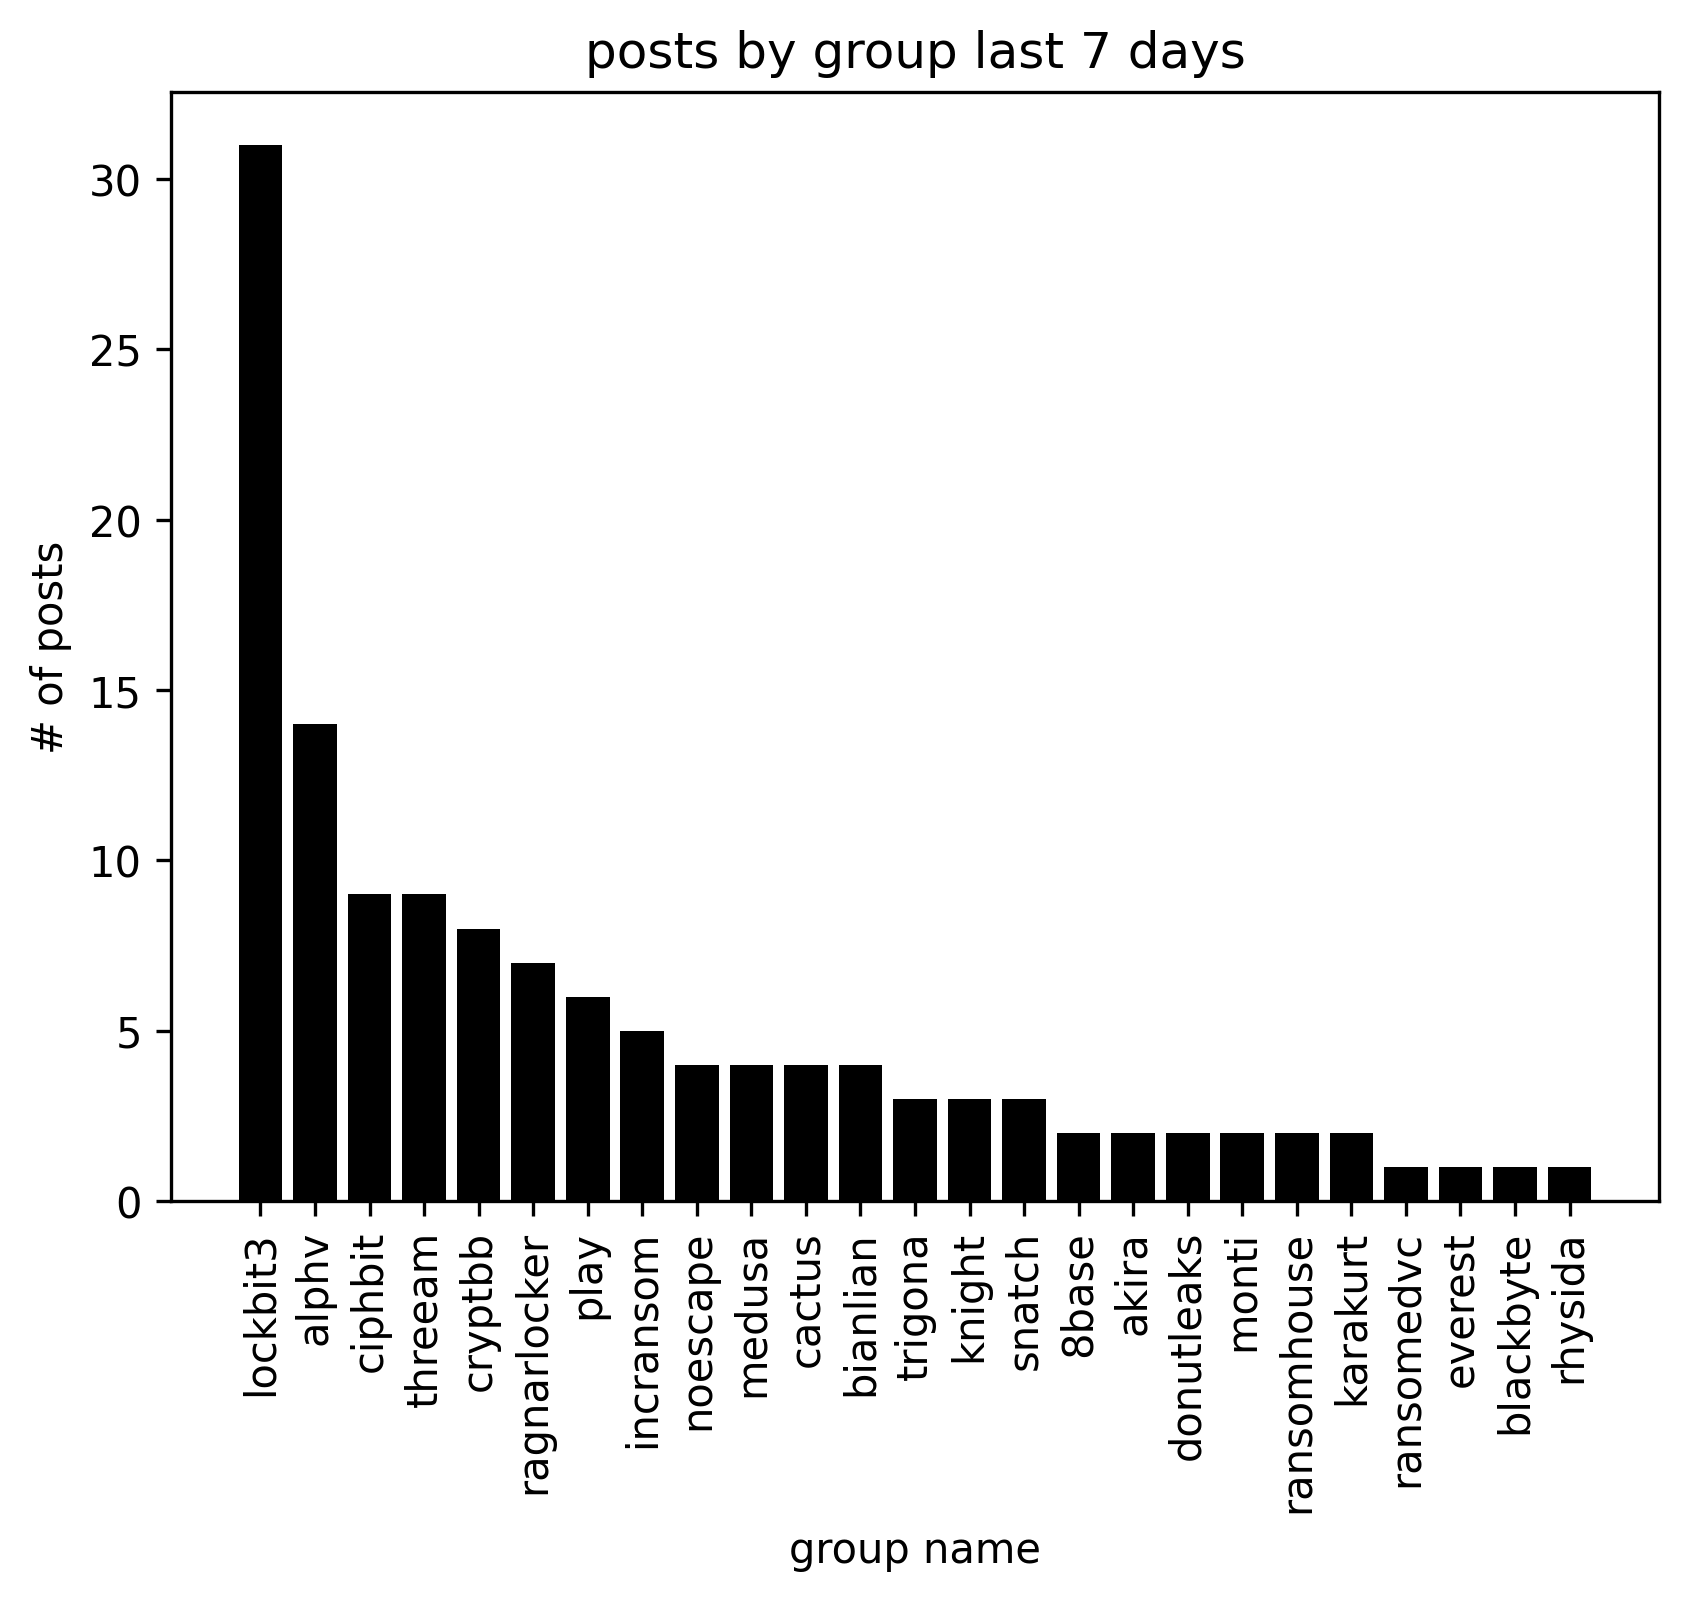 posts by group last 7 days
30
25
20
15
10
5
0
# of posts
lockbit3
alphv
ciphbit
threeam
cryptbb
ragnarlocker
play
incransom
noescape
medusa
cactus
bianlian
trigona
knight
snatch
8base
akira
donutleaks
monti
ransomhouse
karakurt
ransomedvc
everest
blackbyte
rhysida
group name